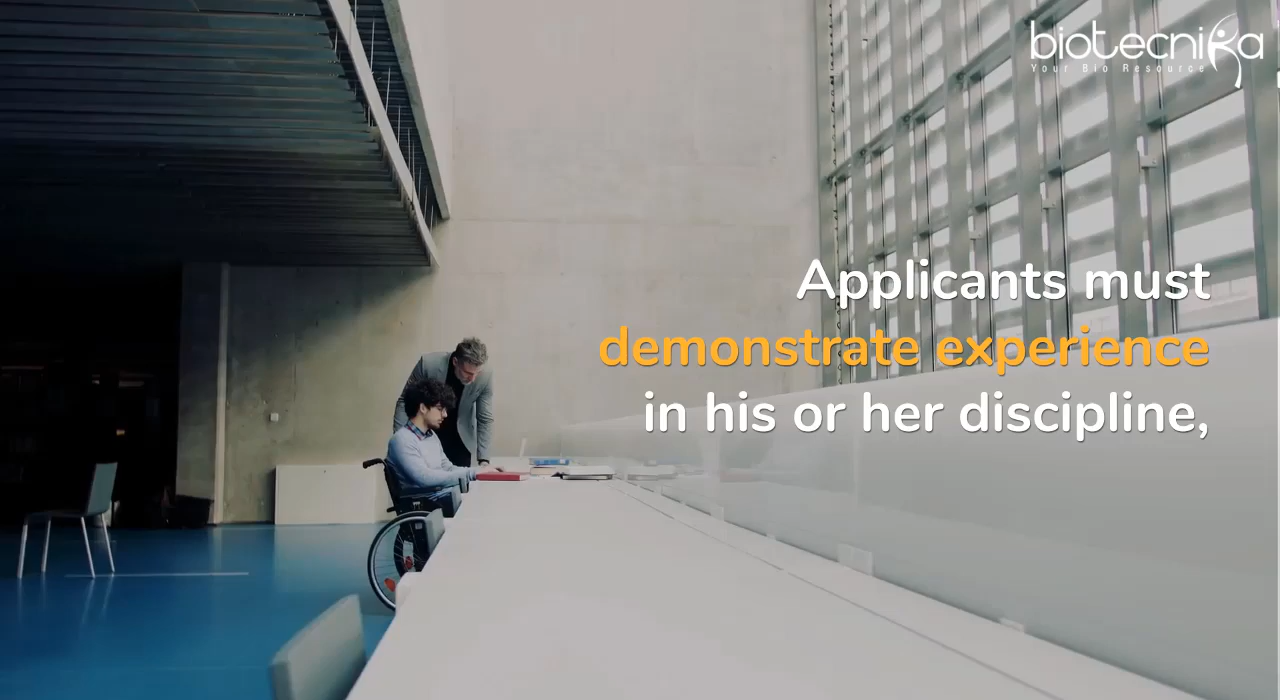 biotecnika
Your Bio Resource
Applicants must
demonstrate experience
in his or her discipline,